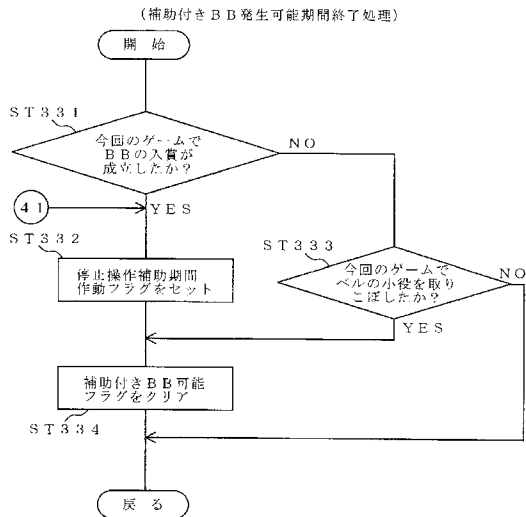 (補助付きBB発生可能期間終了処理)
開 始
ST331
今回のゲームで
BBの入賞が
成立したか?
NO
41
YES
ST332
停止操作補助期間
作動フラグをセット
ST333
今回のゲームで
ベルの小役を取り
こぼしたか?
NO
YES
補助付きBB可能
フラグをクリア
ST334
戻 る